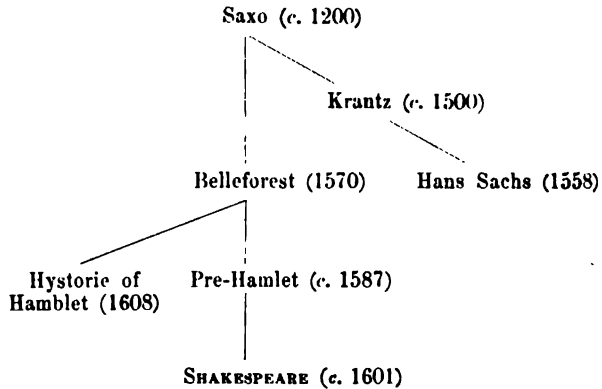 Saxo (c. 1200)
Krantz (c. 1500)
Belleforest (1570)
Hans Sachs (1558)
Hystorie of
Hamblet (1608)
Pre-Hamlet (c. 1587)
SHAKESPEARE (c. 1601)